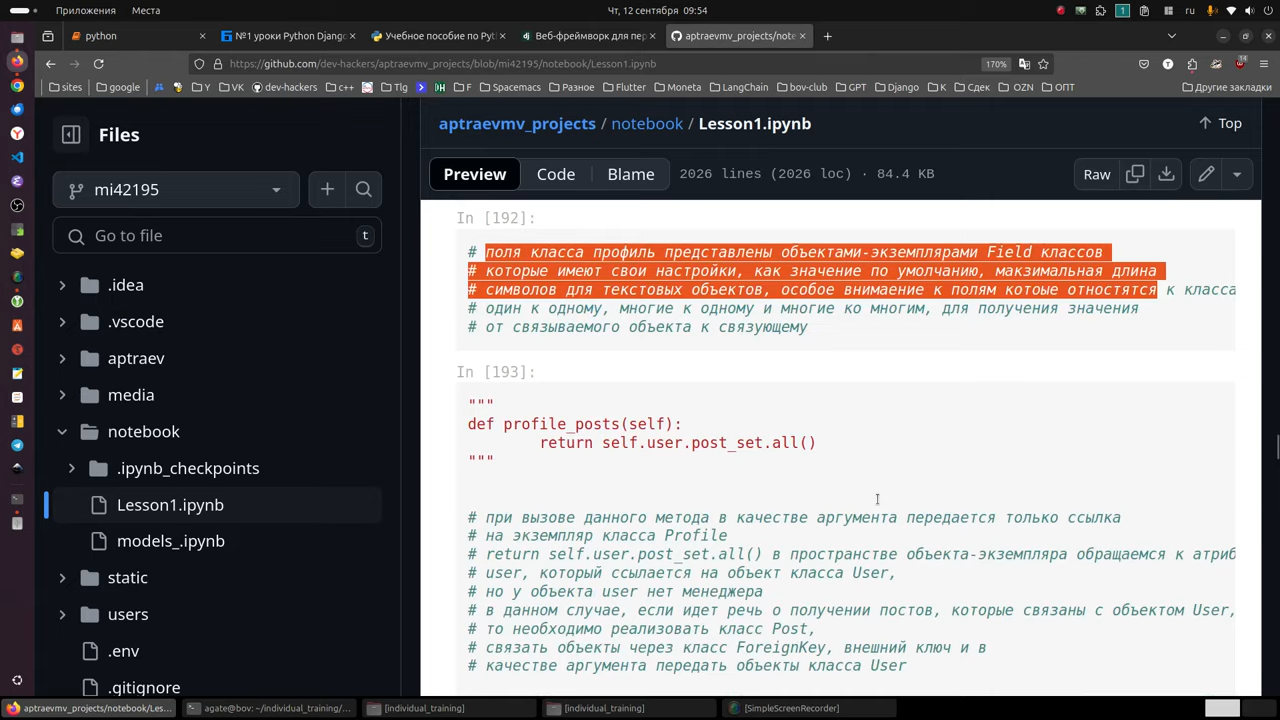 Приложения Места Чт, 12 сентября 09:54 1 ru
python №1 уроки Python Djang Учебное пособие по Pytl Веб-фреймворк для пер aptraevmv_projects/note
https://github.com/dev-hackers/aptraevmv_projects/blob/mi42195/notebook/Lesson1.ipynb 170% 14
sites google Y VK dev-hackers c++ Tlg F Spacemacs Разное Flutter Moneta LangChain bov-club GPT Django K Сдек OZN ОПТ Другие закладки
Files
mi42195
Go to file t
.idea
.vscode
aptraev
media
notebook
.ipynb_checkpoints
Lesson1.ipynb
models_.ipynb
static
users
.env
.gitignore
aptraevmv_projects / notebook / Lesson1.ipynb Top
Preview Code Blame 2026 lines (2026 loc) · 84.4 KB Raw
In [192]:
# поля класса профиль представлены объектами-экземплярами Field классов
# которые имеют свои настройки, как значение по умолчанию, макзимальная длина
# символов для текстовых объектов, особое внимаение к полям котоые отностятся к класса
# один к одному, многие к одному и многие ко многим, для получения значения
# от связываемого объекта к связующему
In [193]:
"""
def profile_posts(self):
return self.user.post_set.all()
"""
# при вызове данного метода в качестве аргумента передается только ссылка
# на экземпляр класса Profile
# return self.user.post_set.all() в пространстве объекта-экземпляра обращаемся к атриб
# user, который ссылается на объект класса User,
# но у объекта user нет менеджера
# в данном случае, если идет речь о получении постов, которые связаны с объектом User,
# то необходимо реализовать класс Post,
# связать объекты через класс ForeignKey, внешний ключ и в
# качестве аргумента передать объекты класса User
aptraevmv_projects/notebook/Les... agate@bov: ~/individual_training/... [individual_training] [individual_training] [SimpleScreenRecorder]